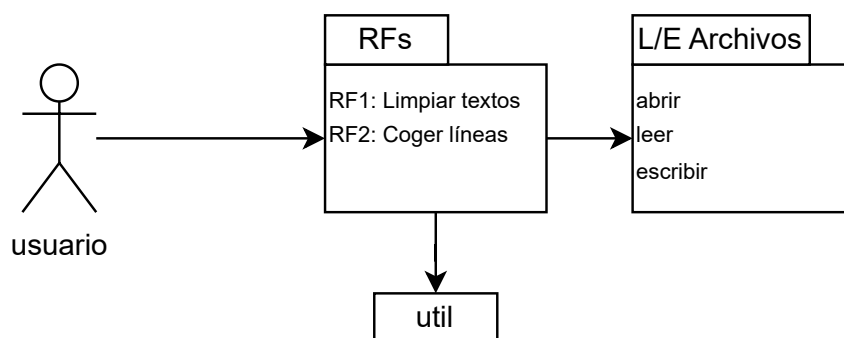 RFs
RF1: Limpiar textos
RF2: Coger líneas
L/E Archivos
abrir
leer
escribir
usuario
util